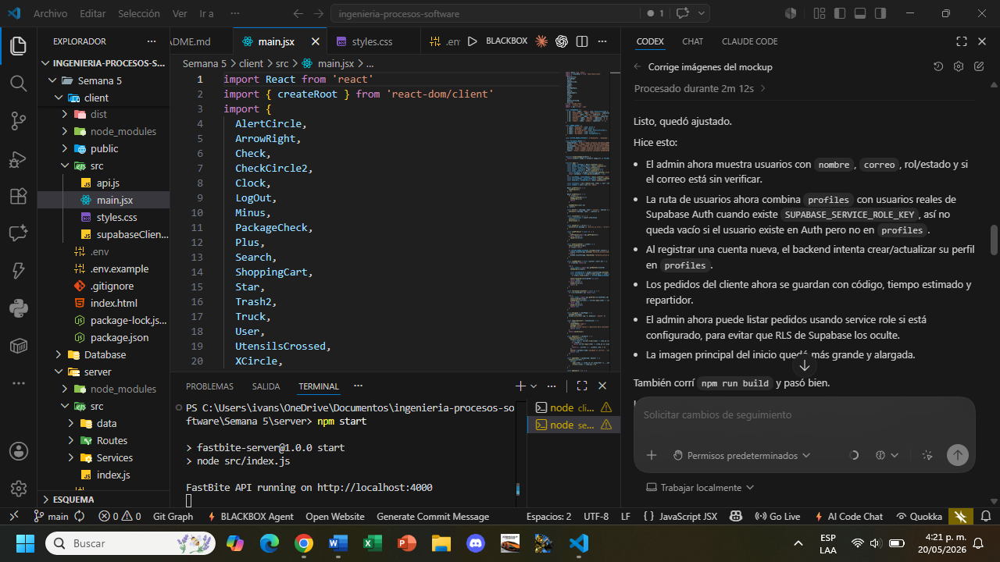 Archivo Editar Selección Ver Ir a ··· ingenieria-procesos-software 1
EXPLORADOR
INGENIERIA-PROCESOS-S...
Semana 5
client
dist
node_modules
public
src
api.js
main.jsx
styles.css
supabaseClien...
.env
.env.example
.gitignore
index.html
package-lock.js...
package.json
Database
server
node_modules
src
data
Routes
Services
index.js
ESQUEMA
DME.md main.jsx styles.css .en BLACKBOX
Semana 5 > client > src > main.jsx > ...
1 import React from 'react'
2 import { createRoot } from 'react-dom/client'
3 import {
4 AlertCircle,
5 ArrowRight,
6 Check,
7 CheckCircle2,
8 Clock,
9 LogOut,
10 Minus,
11 PackageCheck,
12 Plus,
13 Search,
14 ShoppingCart,
15 Star,
16 Trash2,
17 Truck,
18 User,
19 UtensilsCrossed,
20 XCircle,
PROBLEMAS SALIDA TERMINAL ···
PS C:\Users\ivans\OneDrive\Documentos\ingenieria-procesos-so
ftware\Semana 5\server> npm start
> fastbite-server@1.0.0 start
> node src/index.js
FastBite API running on http://localhost:4000
node cli...
node se...
CODEX CHAT CLAUDE CODE
Corrige imágenes del mockup
Procesado durante 2m 12s
Listo, quedó ajustado.
Hice esto:
• El admin ahora muestra usuarios con nombre, correo, rol/estado y si
el correo está sin verificar.
• La ruta de usuarios ahora combina profiles con usuarios reales de
Supabase Auth cuando existe SUPABASE_SERVICE_ROLE_KEY, así no
queda vacío si el usuario existe en Auth pero no en profiles.
• Al registrar una cuenta nueva, el backend intenta crear/actualizar su perfil
en profiles.
• Los pedidos del cliente ahora se guardan con código, tiempo estimado y
repartidor.
• El admin ahora puede listar pedidos usando service role si está
configurado, para evitar que RLS de Supabase los oculte.
• La imagen principal del inicio quedó más grande y alargada.
También corrí npm run build y pasó bien.
Solicitar cambios de seguimiento
Permisos predeterminados
Trabajar localmente
main 0 0 Git Graph BLACKBOX Agent Open Website Generate Commit Message Espacios: 2 UTF-8 LF { } JavaScript JSX Go Live AI Code Chat Quokka
Buscar
ESP
LAA
4:21 p. m.
20/05/2026